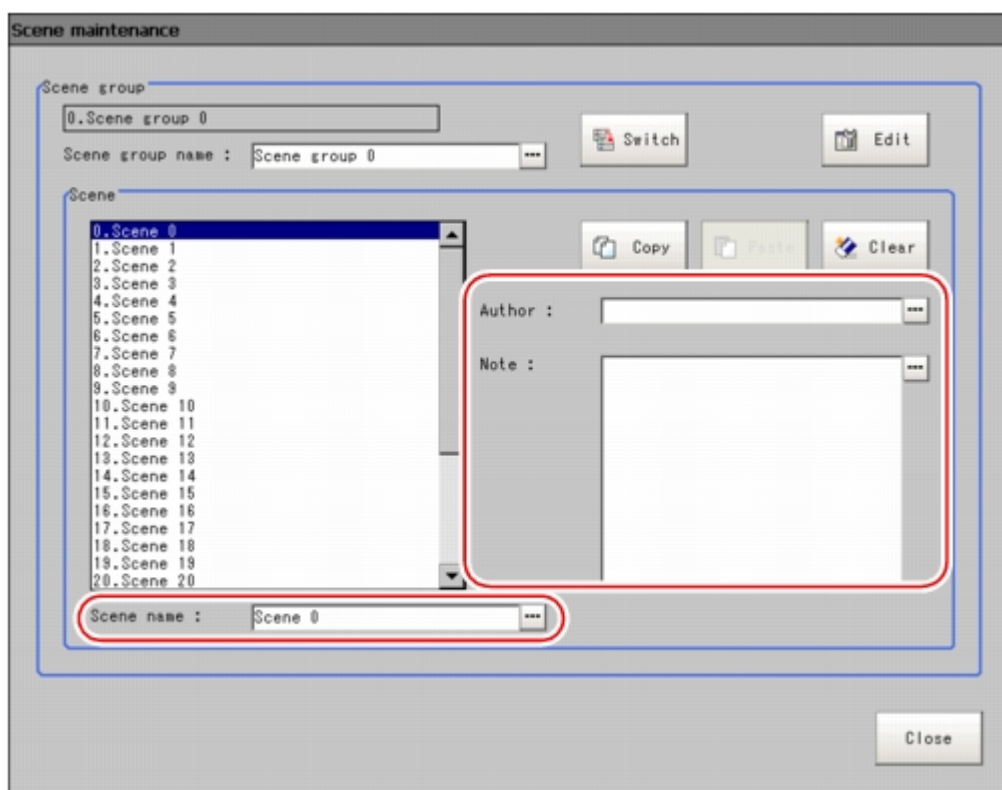 Scene maintenance
Scene group
0.Scene group 0
Scene group name : Scene group 0 ...
Switch
Edit
Scene
0.Scene 0
1.Scene 1
2.Scene 2
3.Scene 3
4.Scene 4
5.Scene 5
6.Scene 6
7.Scene 7
8.Scene 8
9.Scene 9
10.Scene 10
11.Scene 11
12.Scene 12
13.Scene 13
14.Scene 14
15.Scene 15
16.Scene 16
17.Scene 17
18.Scene 18
19.Scene 19
20.Scene 20
Copy
Paste
Clear
Author : ...
Note : ...
Scene name : Scene 0 ...
Close